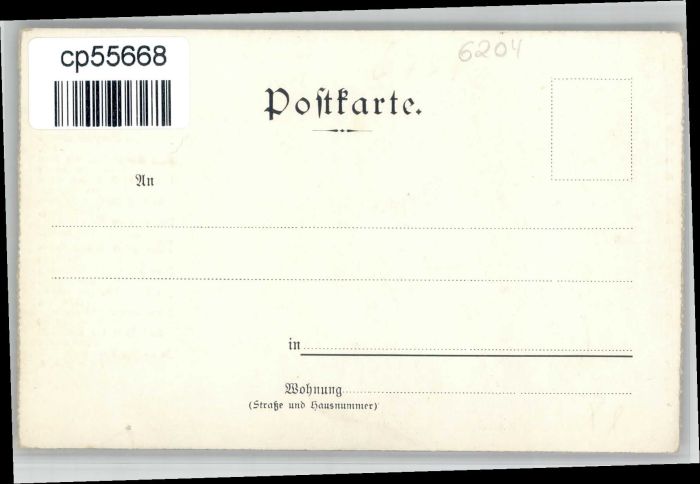 cp55668
6204
Poſtkarte.
An
in
Wohnung
(Straße und Hausnummer)